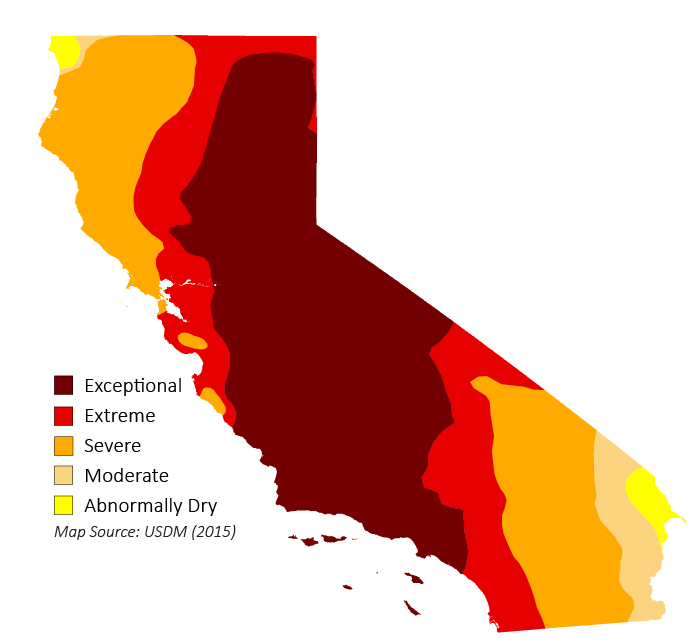 Exceptional
Extreme
Severe
Moderate
Abnormally Dry
Map Source: USDM (2015)